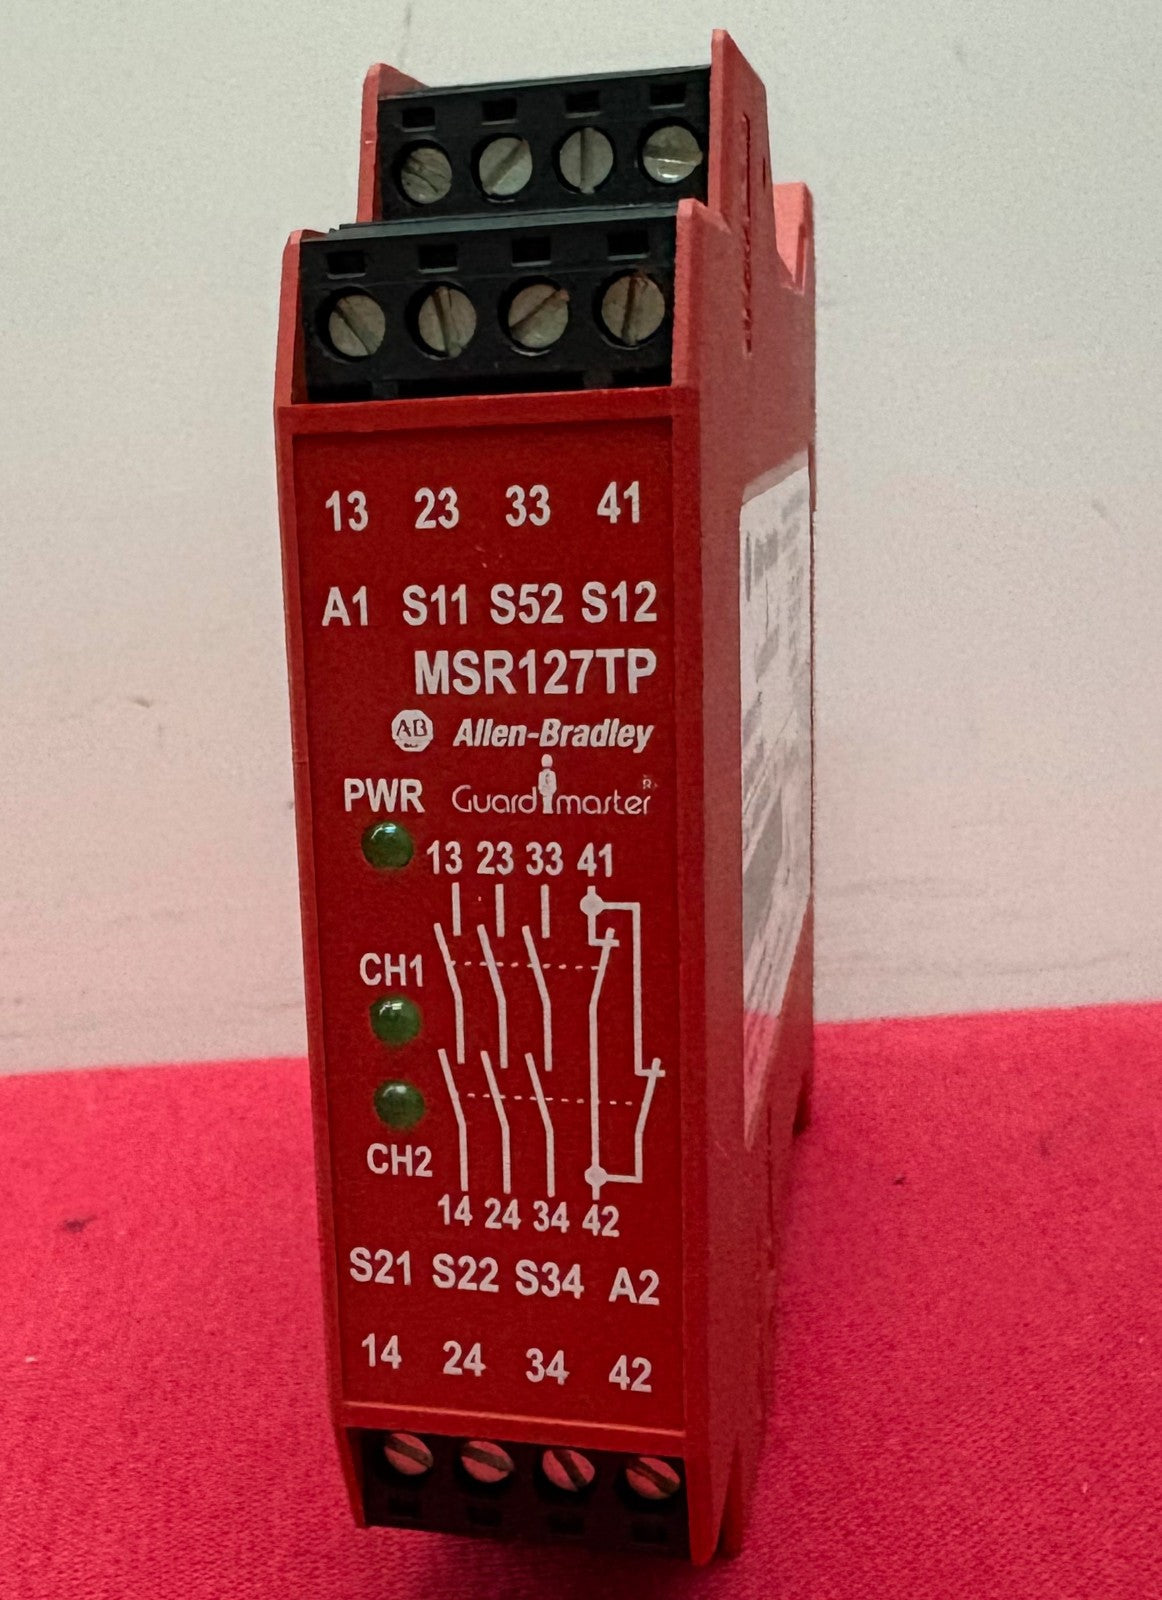 13 23 33 41
A1 S11 S52 S12
MSR127TP
AB Allen-Bradley
PWR Guardmaster ®
13 23 33 41
CH1
CH2
14 24 34 42
S21 S22 S34 A2
14 24 34 42